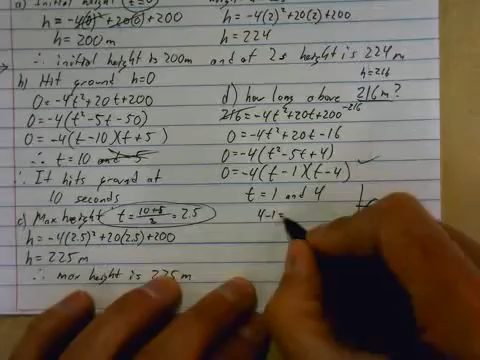 a) Initial height (t=0)
h = -4(0)² + 20(0) + 200
h = 200m
∴ initial height is 200m
h = -4(2)² + 20(2) + 200
h = 224
and at 2s height is 224 m
b) Hit ground h=0
0 = -4t² + 20t + 200
0 = -4(t² - 5t - 50)
0 = -4(t - 10)(t + 5)
∴ t = 10 and -5
∴ It hits ground at
10 seconds
c) Max height t = (10 + -5)/2 = 2.5
h = -4(2.5)² + 20(2.5) + 200
h = 225m
∴ max height is 225 m
h = 216
d) how long above 216m?
216 = -4t² + 20t + 200 -216
0 = -4t² + 20t - 16
0 = -4(t² - 5t + 4)
0 = -4(t - 1)(t - 4)
t = 1 and 4
4-1=